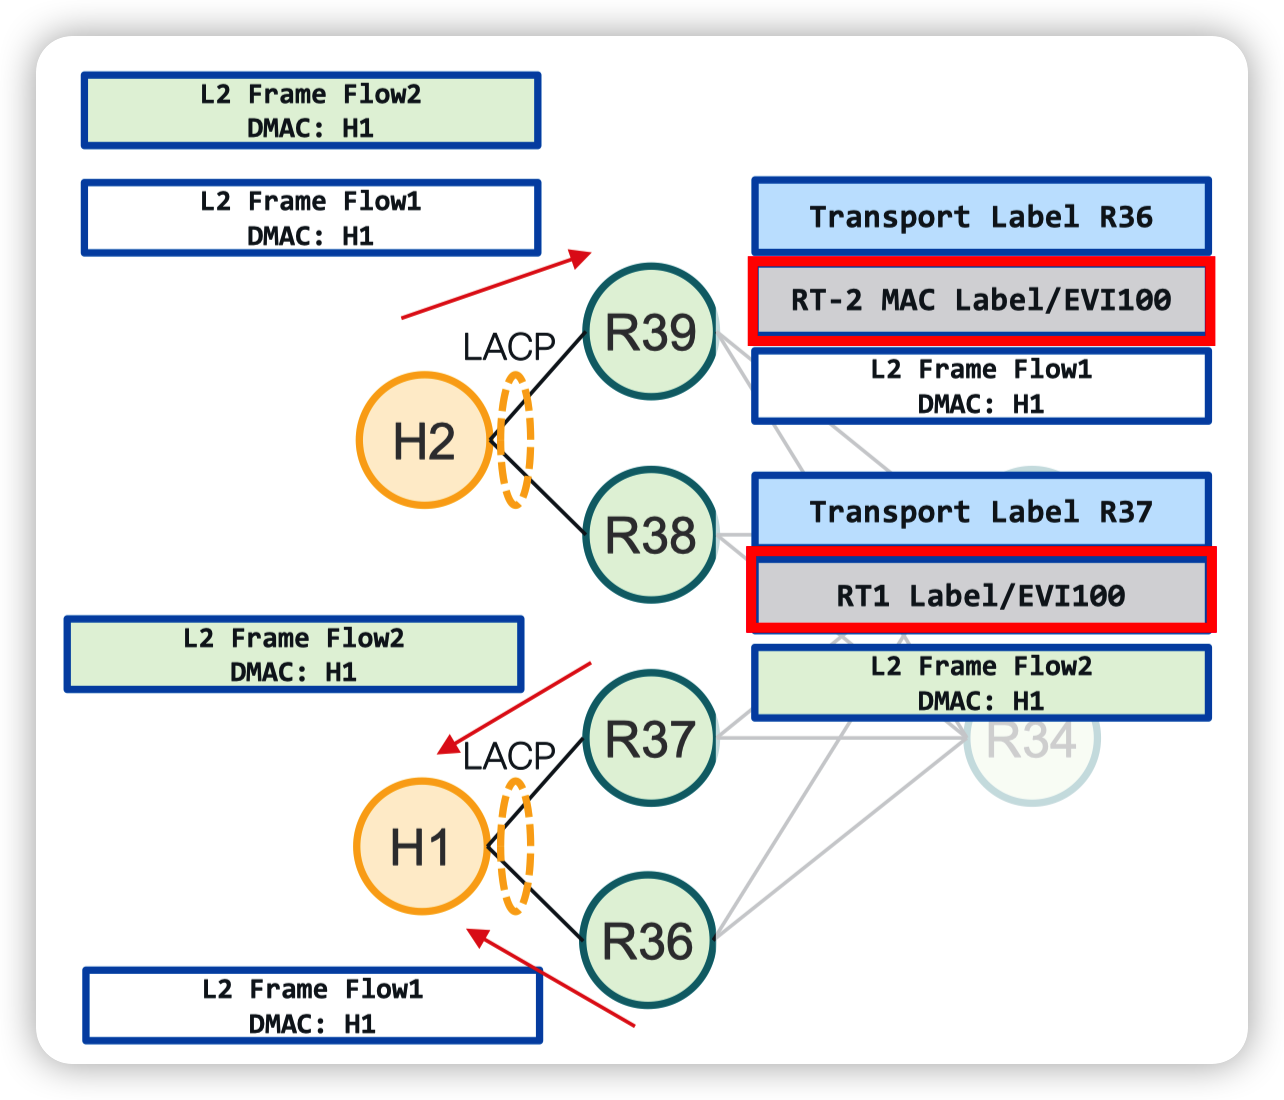 L2 Frame Flow2
DMAC: H1
L2 Frame Flow1
DMAC: H1
Transport Label R36
RT-2 MAC Label/EVI100
L2 Frame Flow1
DMAC: H1
R39
LACP
H2
R38
Transport Label R37
RT1 Label/EVI100
L2 Frame Flow2
DMAC: H1
L2 Frame Flow2
DMAC: H1
R37
R34
LACP
H1
R36
L2 Frame Flow1
DMAC: H1